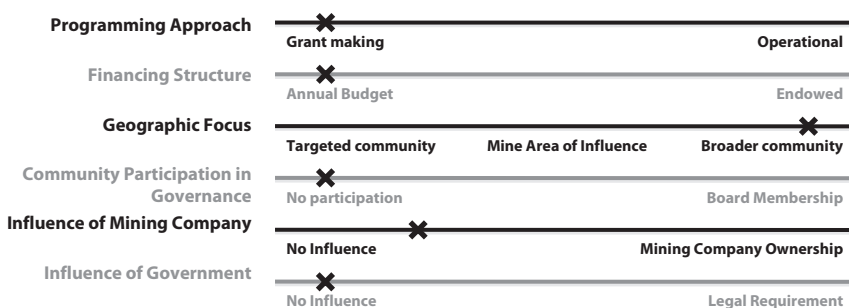 Programming Approach
Grant making Operational
Financing Structure
Annual Budget Endowed
Geographic Focus
Targeted community Mine Area of Influence Broader community
Community Participation in
Governance
No participation Board Membership
Influence of Mining Company
No Influence Mining Company Ownership
Influence of Government
No Influence Legal Requirement